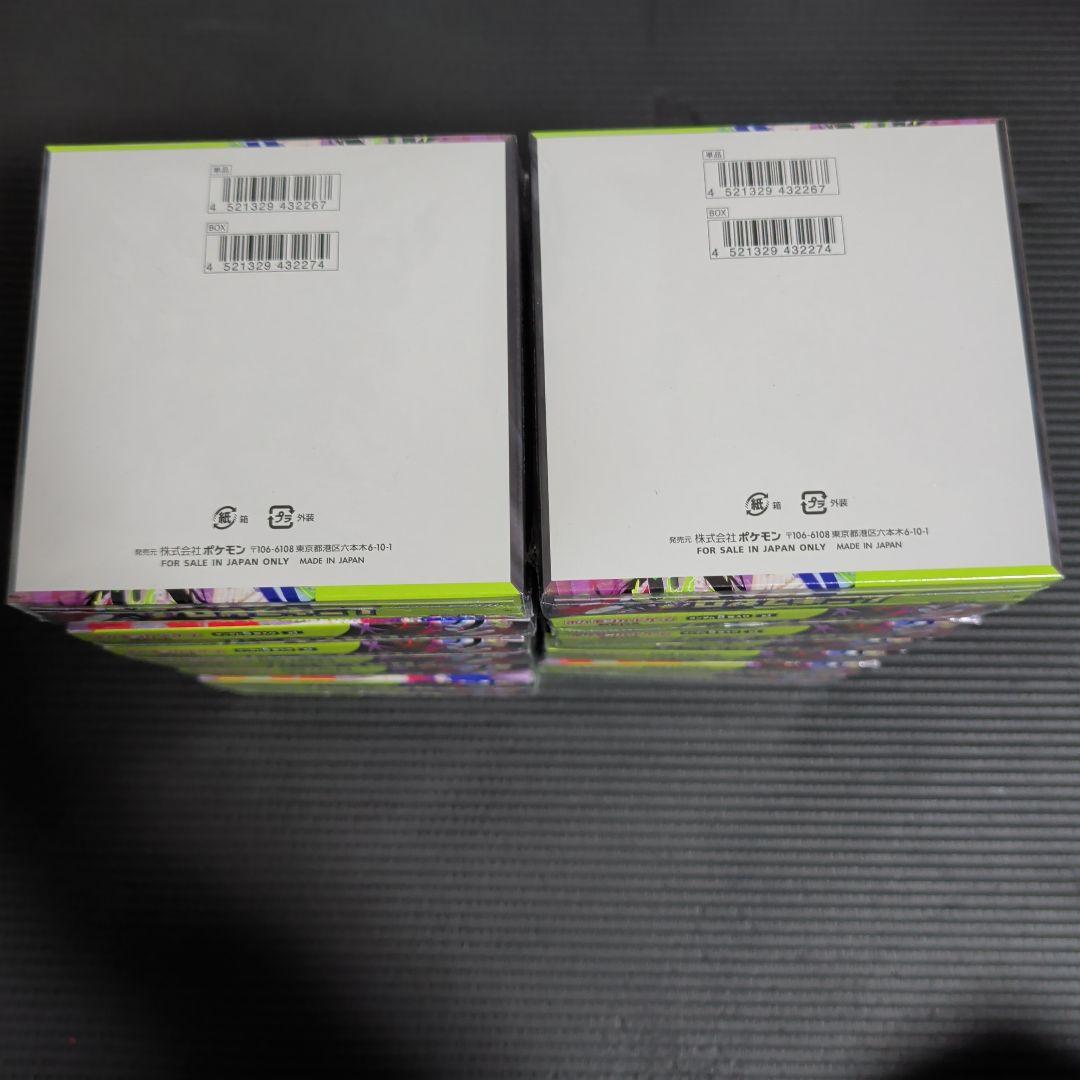 単品
4 521329 432267
BOX
4 521329 432274
紙 箱 プラ 外装
発売元 株式会社ポケモン 〒106-6108 東京都港区六本木6-10-1
FOR SALE IN JAPAN ONLY MADE IN JAPAN
単品
4 521329 432267
BOX
4 521329 432274
紙 箱 プラ 外装
発売元 株式会社ポケモン 〒106-6108 東京都港区六本木6-10-1
FOR SALE IN JAPAN ONLY MADE IN JAPAN